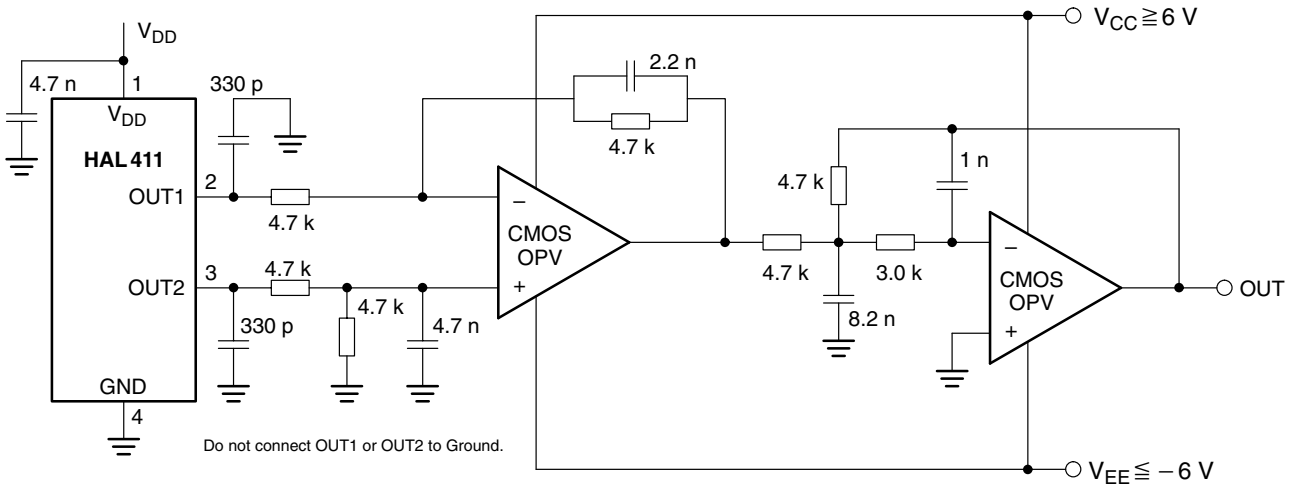 V_DD
4.7 n
1
V_DD
HAL 411
OUT1
2
OUT2
3
GND
4
330 p
4.7 k
4.7 k
330 p
4.7 k
4.7 n
Do not connect OUT1 or OUT2 to Ground.
2.2 n
4.7 k
–
CMOS
OPV
+
4.7 k
4.7 k
3.0 k
8.2 n
1 n
–
CMOS
OPV
+
V_CC ≧ 6 V
OUT
V_EE ≦ – 6 V